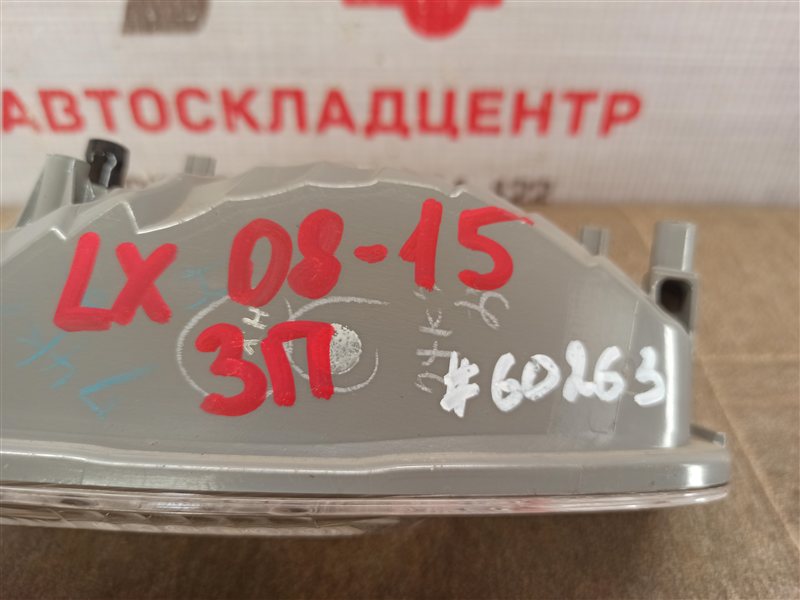 АВТОСКЛАДЦЕНТР
LX 08-15
ЗП
#60263